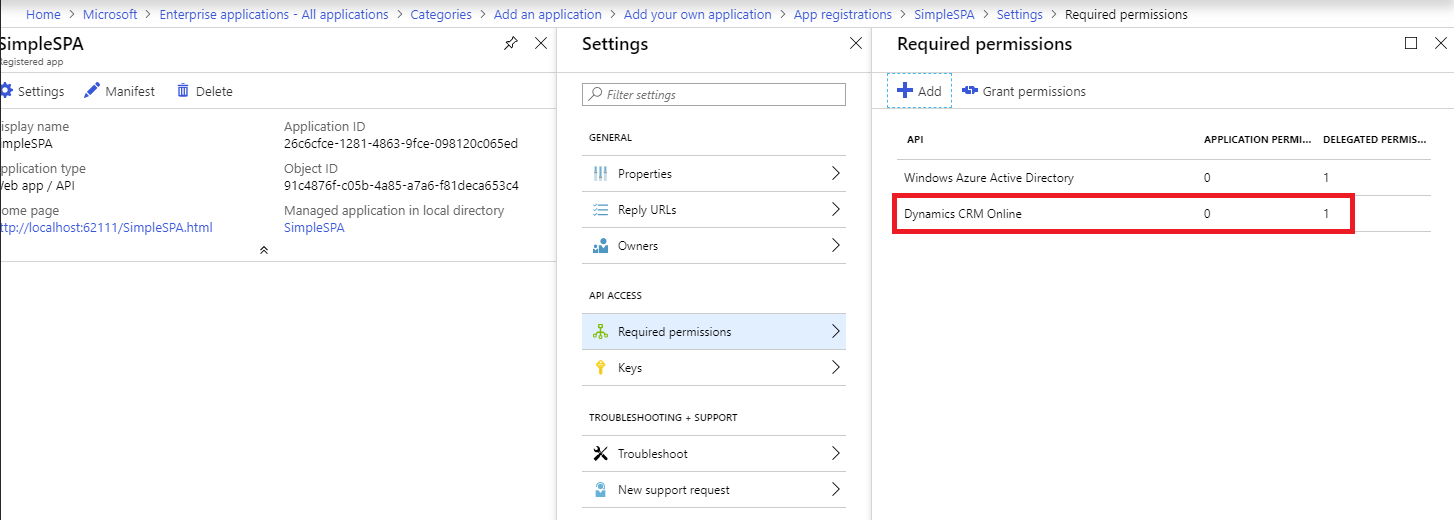 Home > Microsoft > Enterprise applications - All applications > Categories > Add an application > Add your own application > App registrations > SimpleSPA > Settings > Required permissions
SimpleSPA
Registered app
Settings Manifest Delete
isplay name
impleSPA
pplication type
Web app / API
ome page
ttp://localhost:62111/SimpleSPA.html
Application ID
26c6cfce-1281-4863-9fce-098120c065ed
Object ID
91c4876f-c05b-4a85-a7a6-f81deca653c4
Managed application in local directory
SimpleSPA
Settings
Filter settings
GENERAL
Properties
Reply URLs
Owners
API ACCESS
Required permissions
Keys
TROUBLESHOOTING + SUPPORT
Troubleshoot
New support request
Required permissions
Add Grant permissions
API APPLICATION PERMI... DELEGATED PERMIS...
Windows Azure Active Directory 0 1
Dynamics CRM Online 0 1